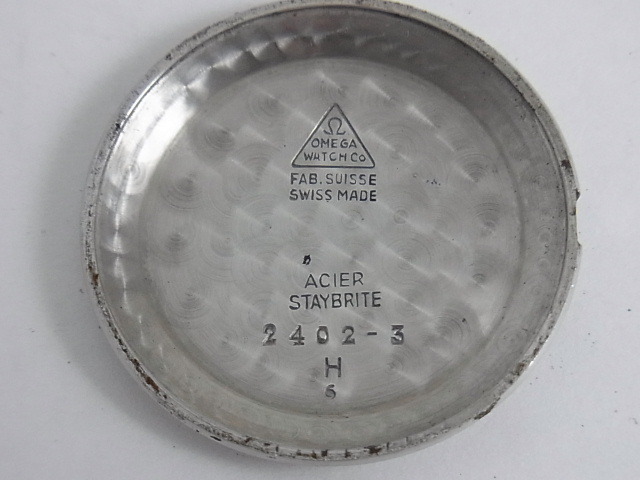 Ω
OMEGA
WATCH CO
FAB. SUISSE
SWISS MADE
ACIER
STAYBRITE
2402-3
H
6